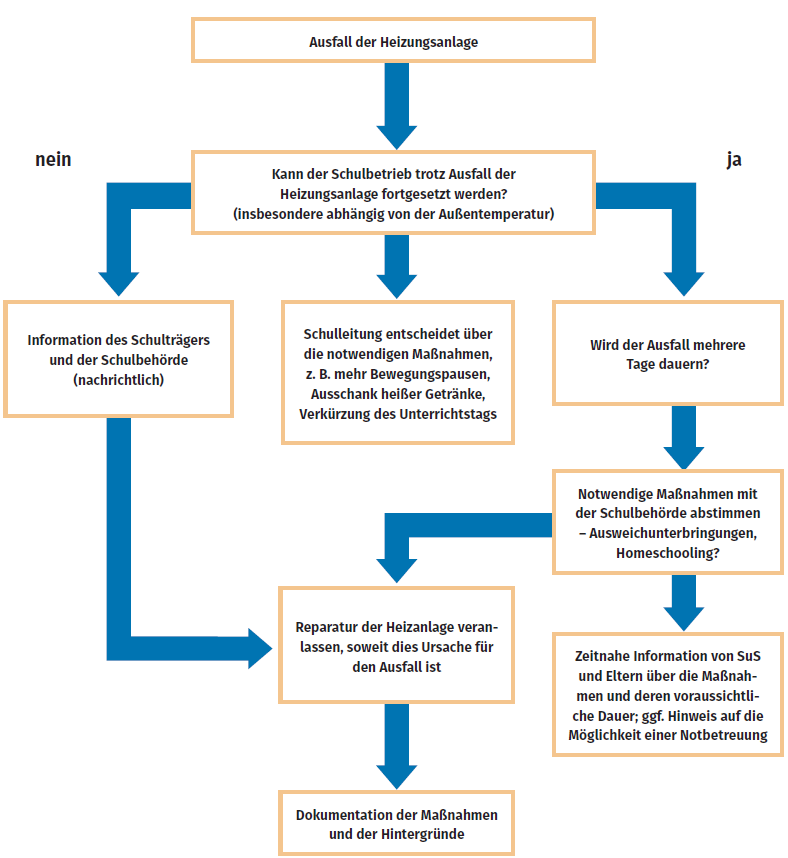 Ausfall der Heizungsanlage
nein
ja
Kann der Schulbetrieb trotz Ausfall der
Heizungsanlage fortgesetzt werden?
(insbesondere abhängig von der Außentemperatur)
Information des Schulträgers
und der Schulbehörde
(nachrichtlich)
Schulleitung entscheidet über
die notwendigen Maßnahmen,
z. B. mehr Bewegungspausen,
Ausschank heißer Getränke,
Verkürzung des Unterrichtstags
Wird der Ausfall mehrere
Tage dauern?
Notwendige Maßnahmen mit
der Schulbehörde abstimmen
– Ausweichunterbringungen,
Homeschooling?
Reparatur der Heizanlage veran-
lassen, soweit dies Ursache für
den Ausfall ist
Zeitnahe Information von SuS
und Eltern über die Maßnah-
men und deren voraussichtli-
che Dauer; ggf. Hinweis auf die
Möglichkeit einer Notbetreuung
Dokumentation der Maßnahmen
und der Hintergründe